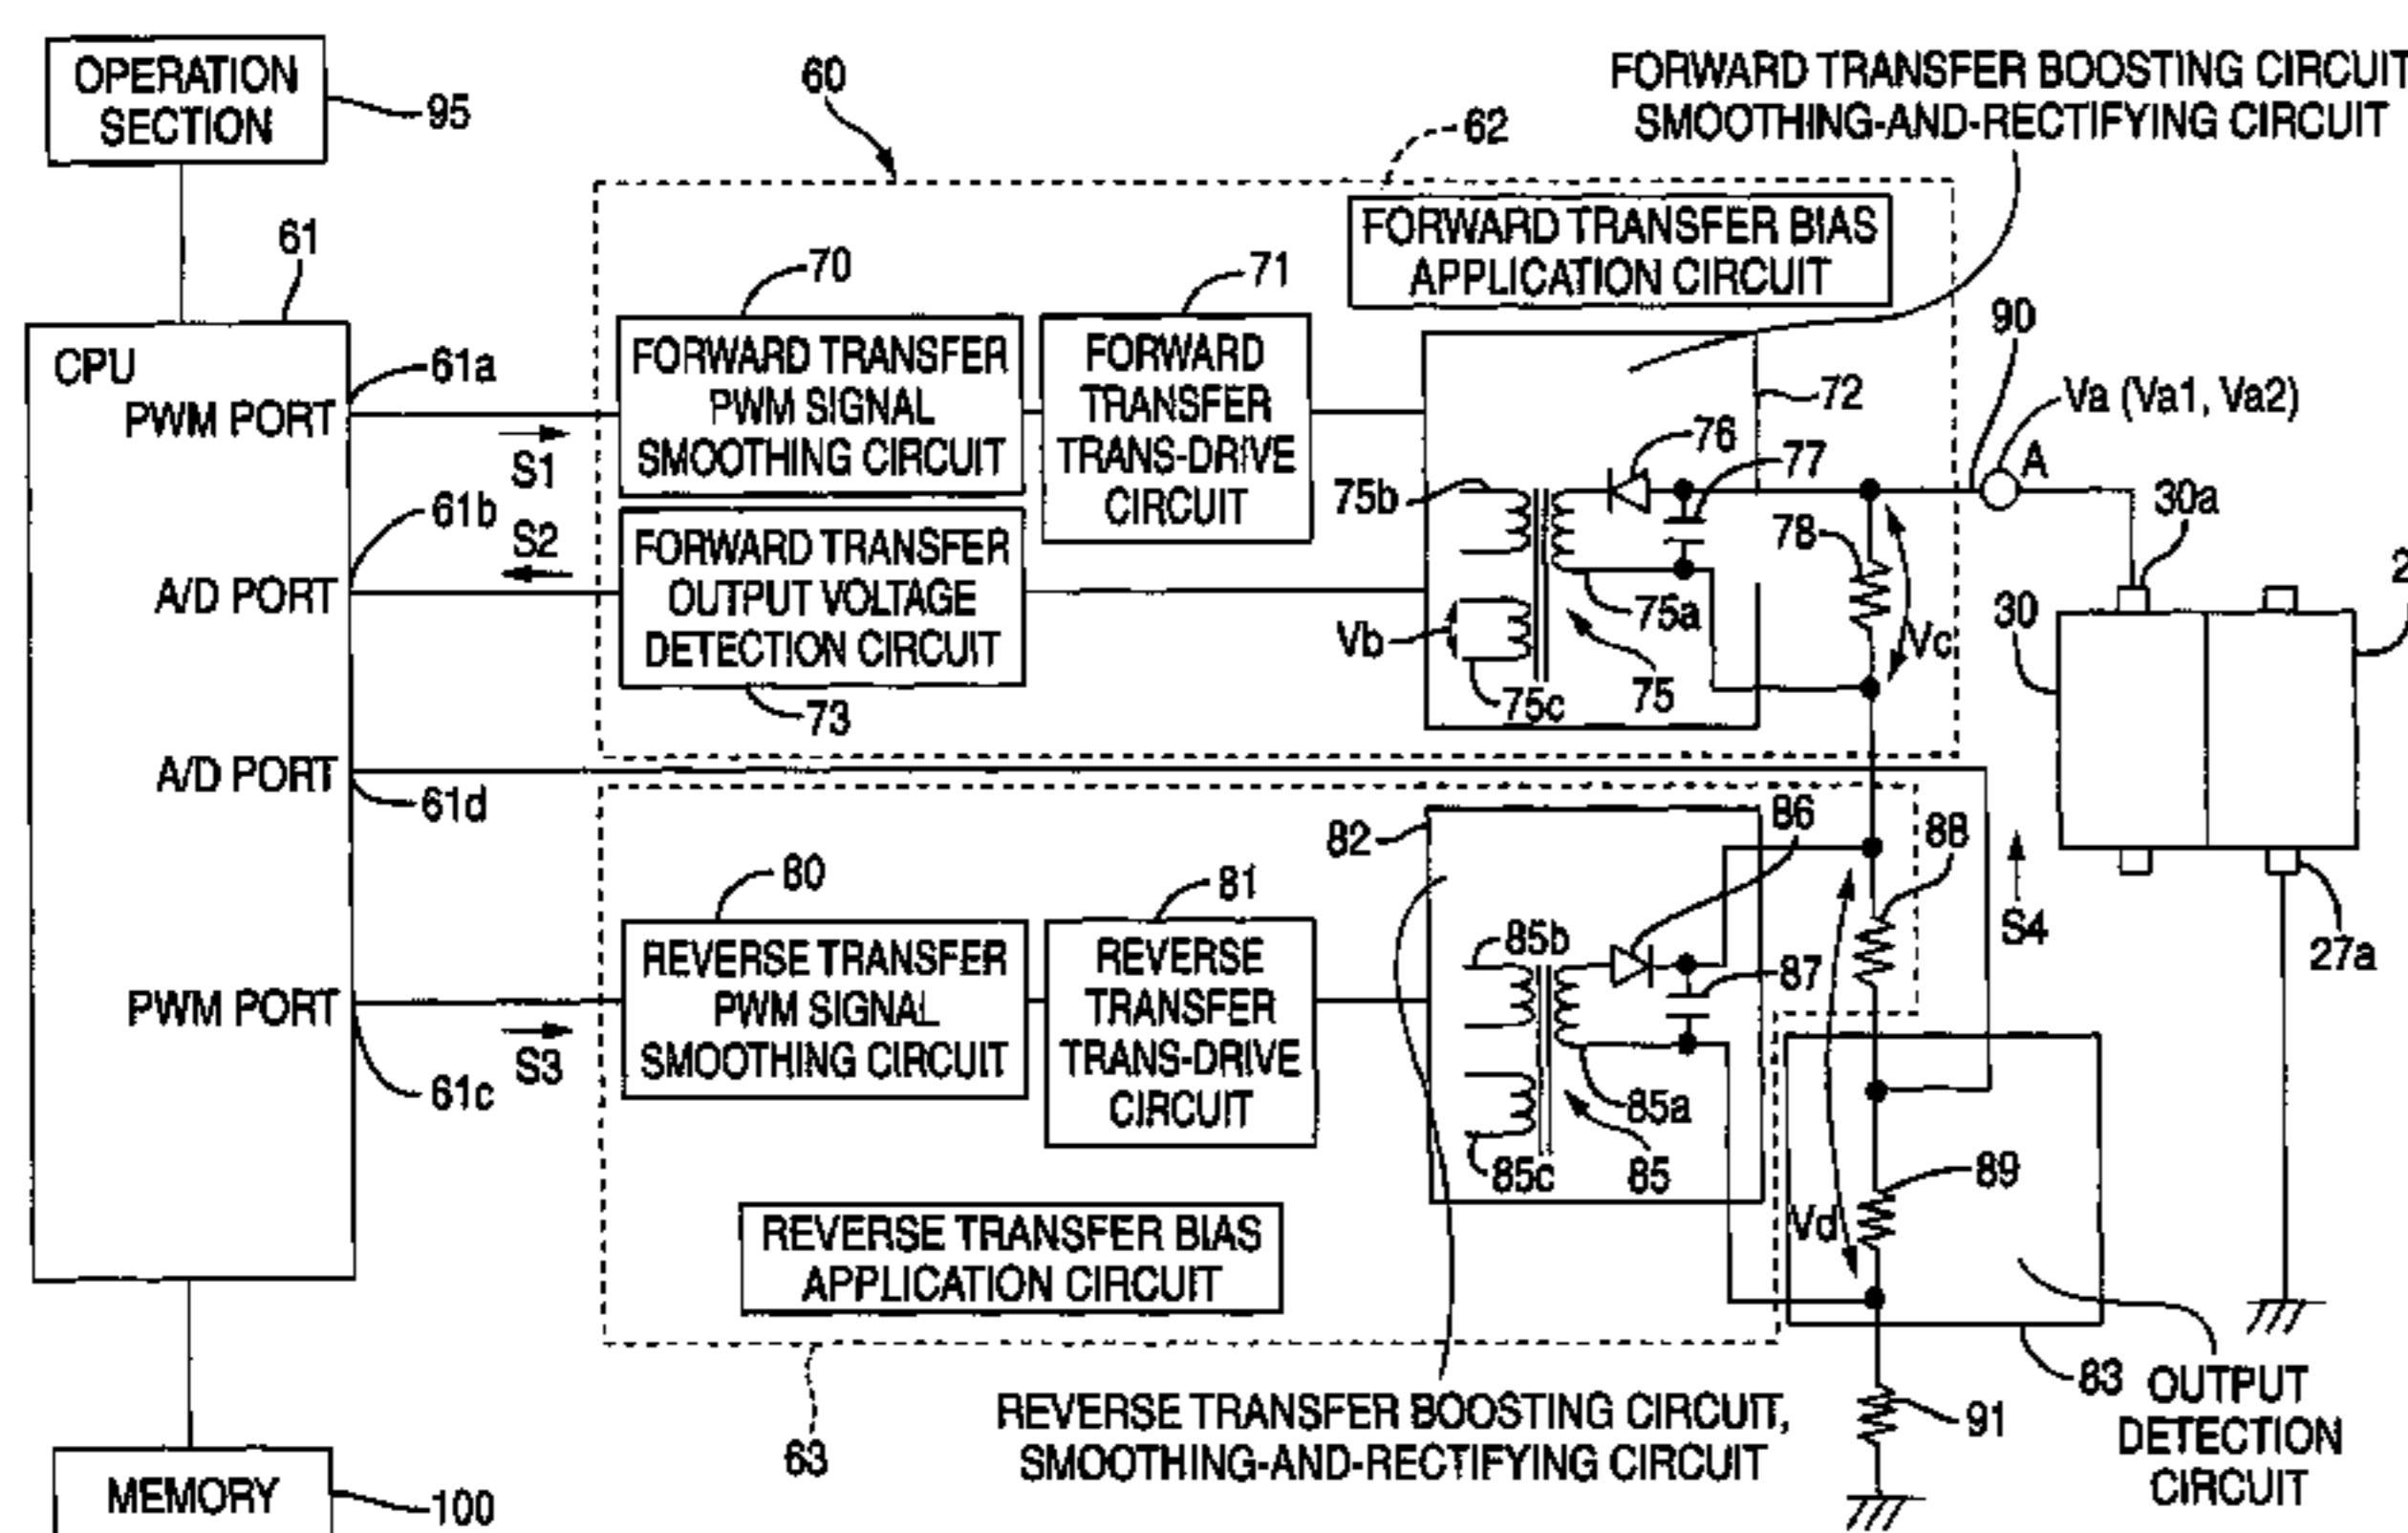 OPERATION
SECTION
95
60
62
FORWARD TRANSFER BOOSTING CIRCUIT
SMOOTHING-AND-RECTIFYING CIRCUIT
FORWARD TRANSFER BIAS
APPLICATION CIRCUIT
61
CPU
PWM PORT
61a
S1
70
FORWARD TRANSFER
PWM SIGNAL
SMOOTHING CIRCUIT
71
FORWARD
TRANSFER
TRANS-DRIVE
CIRCUIT
72
90
Va (Va1, Va2)
A
76
77
75b
78
30a
A/D PORT
61b
S2
FORWARD TRANSFER
OUTPUT VOLTAGE
DETECTION CIRCUIT
73
Vb
75a
75c
75
Vc
30
2
A/D PORT
61d
82
86
88
S4
27a
PWM PORT
61c
S3
80
REVERSE TRANSFER
PWM SIGNAL
SMOOTHING CIRCUIT
81
REVERSE
TRANSFER
TRANS-DRIVE
CIRCUIT
85b
87
85a
85c
85
89
Vd
REVERSE TRANSFER BIAS
APPLICATION CIRCUIT
63
REVERSE TRANSFER BOOSTING CIRCUIT,
SMOOTHING-AND-RECTIFYING CIRCUIT
83
OUTPUT
DETECTION
CIRCUIT
91
MEMORY
100